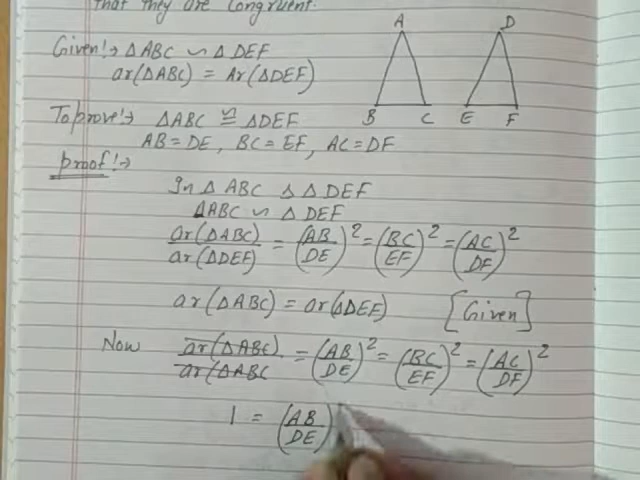 that they are congruent.
Given:→ ΔABC ∽ ΔDEF
ar(ΔABC) = Ar(ΔDEF)
To prove:→ ΔABC ≅ ΔDEF
AB = DE, BC = EF, AC = DF
proof:→
In Δ ABC & Δ DEF
ΔABC ∽ Δ DEF
ar(ΔABC)/ar(ΔDEF) = (AB/DE)² = (BC/EF)² = (AC/DF)²
ar(ΔABC) = ar(ΔDEF) [Given]
Now ar(ΔABC)/ar(ΔABC = (AB/DE)² = (BC/EF)² = (AC/DF)²
1 = (AB/DE)
A
B
C
D
E
F